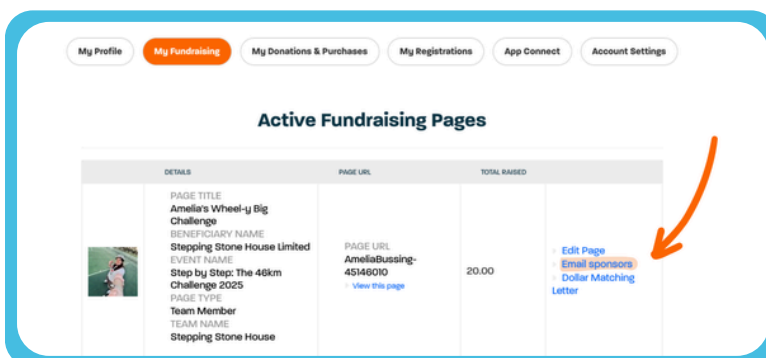 My Profile
My Fundraising
My Donations & Purchases
My Registrations
App Connect
Account Settings
Active Fundraising Pages
DETAILS
PAGE URL
TOTAL RAISED
PAGE TITLE
Amelia's Wheel-y Big
Challenge
BENEFICIARY NAME
Stepping Stone House Limited
EVENT NAME
Step by Step: The 46km
Challenge 2025
PAGE TYPE
Team Member
TEAM NAME
Stepping Stone House
PAGE URL
AmeliaBussing-
45146010
View this page
20.00
Edit Page
Email sponsors
Dollar Matching
Letter